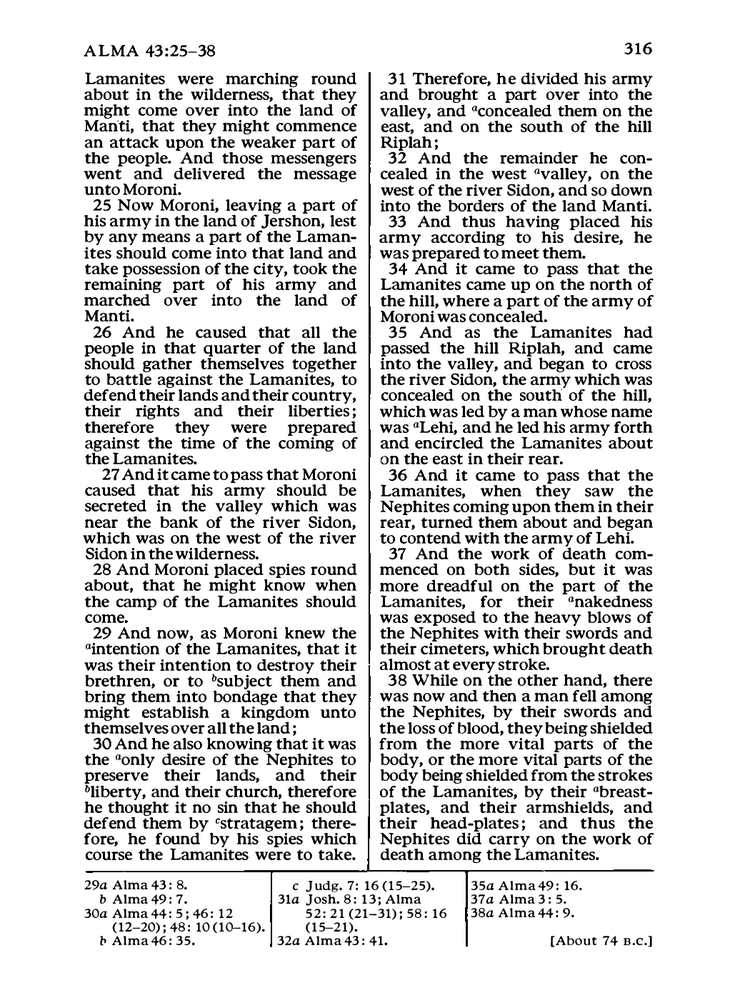 ALMA 43:25–38
316
Lamanites were marching round
about in the wilderness, that they
might come over into the land of
Manti, that they might commence
an attack upon the weaker part of
the people. And those messengers
went and delivered the message
unto Moroni.
25 Now Moroni, leaving a part of
his army in the land of Jershon, lest
by any means a part of the Laman-
ites should come into that land and
take possession of the city, took the
remaining part of his army and
marched over into the land of
Manti.
26 And he caused that all the
people in that quarter of the land
should gather themselves together
to battle against the Lamanites, to
defend their lands and their country,
their rights and their liberties;
therefore they were prepared
against the time of the coming of
the Lamanites.
27 And it came to pass that Moroni
caused that his army should be
secreted in the valley which was
near the bank of the river Sidon,
which was on the west of the river
Sidon in the wilderness.
28 And Moroni placed spies round
about, that he might know when
the camp of the Lamanites should
come.
29 And now, as Moroni knew the
aintention of the Lamanites, that it
was their intention to destroy their
brethren, or to bsubject them and
bring them into bondage that they
might establish a kingdom unto
themselves over all the land;
30 And he also knowing that it was
the aonly desire of the Nephites to
preserve their lands, and their
bliberty, and their church, therefore
he thought it no sin that he should
defend them by cstratagem; there-
fore, he found by his spies which
course the Lamanites were to take.
31 Therefore, he divided his army
and brought a part over into the
valley, and aconcealed them on the
east, and on the south of the hill
Riplah;
32 And the remainder he con-
cealed in the west avalley, on the
west of the river Sidon, and so down
into the borders of the land Manti.
33 And thus having placed his
army according to his desire, he
was prepared to meet them.
34 And it came to pass that the
Lamanites came up on the north of
the hill, where a part of the army of
Moroni was concealed.
35 And as the Lamanites had
passed the hill Riplah, and came
into the valley, and began to cross
the river Sidon, the army which was
concealed on the south of the hill,
which was led by a man whose name
was aLehi, and he led his army forth
and encircled the Lamanites about
on the east in their rear.
36 And it came to pass that the
Lamanites, when they saw the
Nephites coming upon them in their
rear, turned them about and began
to contend with the army of Lehi.
37 And the work of death com-
menced on both sides, but it was
more dreadful on the part of the
Lamanites, for their anakedness
was exposed to the heavy blows of
the Nephites with their swords and
their cimeters, which brought death
almost at every stroke.
38 While on the other hand, there
was now and then a man fell among
the Nephites, by their swords and
the loss of blood, they being shielded
from the more vital parts of the
body, or the more vital parts of the
body being shielded from the strokes
of the Lamanites, by their abreast-
plates, and their armshields, and
their head-plates; and thus the
Nephites did carry on the work of
death among the Lamanites.
29a Alma 43: 8.
b Alma 49: 7.
30a Alma 44: 5; 46: 12
(12–20); 48: 10 (10–16).
b Alma 46: 35.
c Judg. 7: 16 (15–25).
31a Josh. 8: 13; Alma
52: 21 (21–31); 58: 16
(15–21).
32a Alma 43: 41.
35a Alma 49: 16.
37a Alma 3: 5.
38a Alma 44: 9.
[About 74 B.C.]